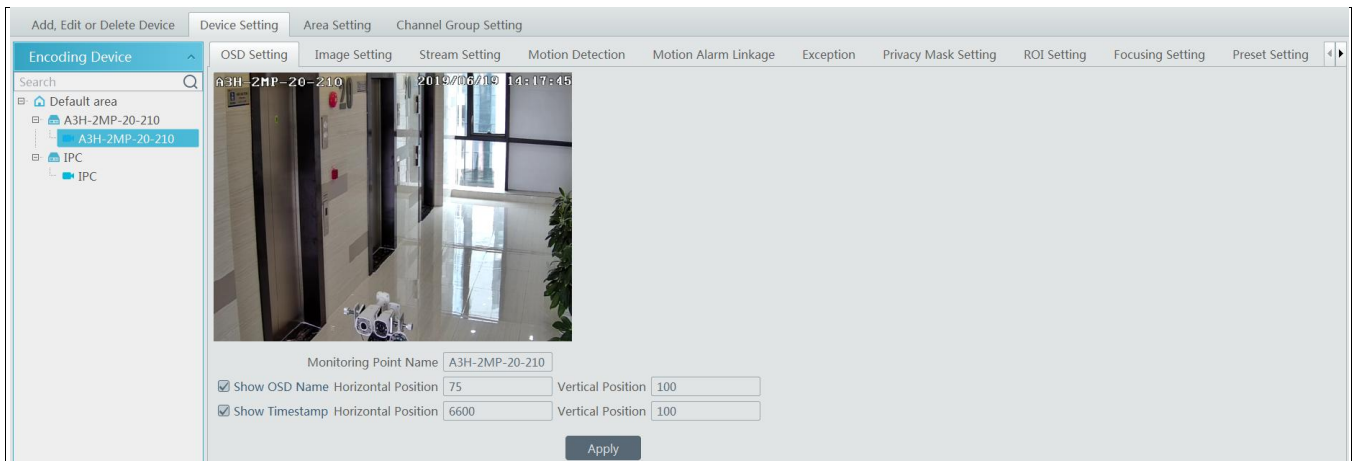 Add, Edit or Delete Device Device Setting Area Setting Channel Group Setting
Encoding Device OSD Setting Image Setting Stream Setting Motion Detection Motion Alarm Linkage Exception Privacy Mask Setting ROI Setting Focusing Setting Preset Setting
Search
A3H-2MP-20-210 2019/06/19 14:17:45
Default area
A3H-2MP-20-210
A3H-2MP-20-210
IPC
IPC
Monitoring Point Name A3H-2MP-20-210
Show OSD Name Horizontal Position 75 Vertical Position 100
Show Timestamp Horizontal Position 6600 Vertical Position 100
Apply